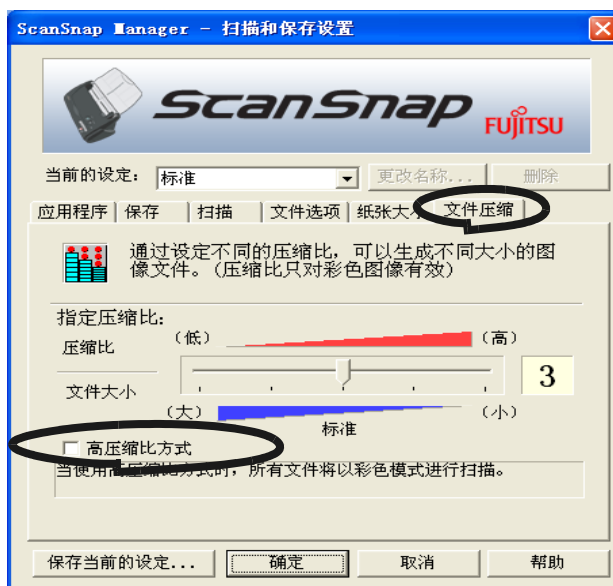 ScanSnap Manager - 扫描和保存设置
ScanSnap FUJITSU
当前的设定: 标准 更改名称... 删除
应用程序 保存 扫描 文件选项 纸张大小 文件压缩
通过设定不同的压缩比，可以生成不同大小的图
像文件。(压缩比只对彩色图像有效)
指定压缩比:
压缩比 (低) (高)
3
文件大小
(大) 标准 (小)
高压缩比方式
当使用高压缩比方式时，所有文件将以彩色模式进行扫描。
保存当前的设定... 确定 取消 帮助